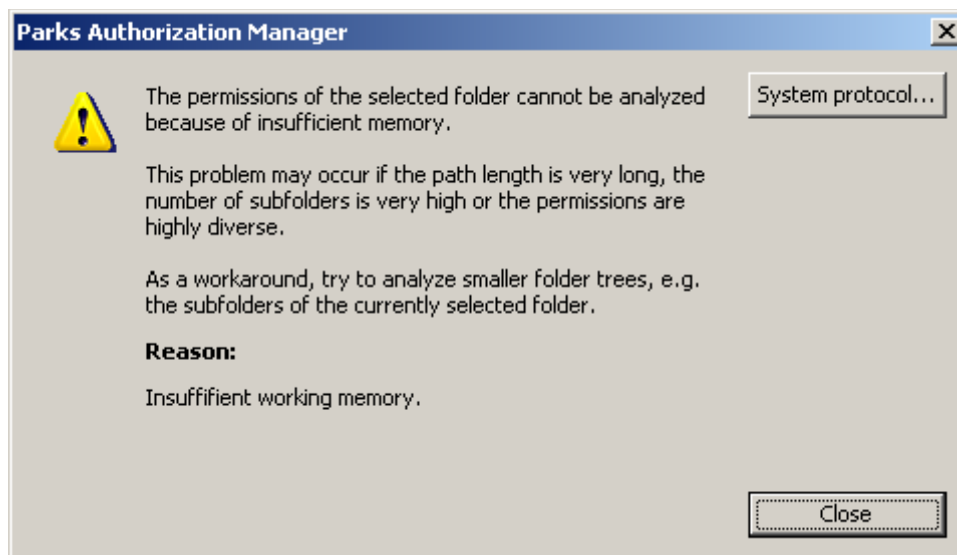 Parks Authorization Manager
The permissions of the selected folder cannot be analyzed
because of insufficient memory.
System protocol...
This problem may occur if the path length is very long, the
number of subfolders is very high or the permissions are
highly diverse.
As a workaround, try to analyze smaller folder trees, e.g.
the subfolders of the currently selected folder.
Reason:
Insuffifient working memory.
Close